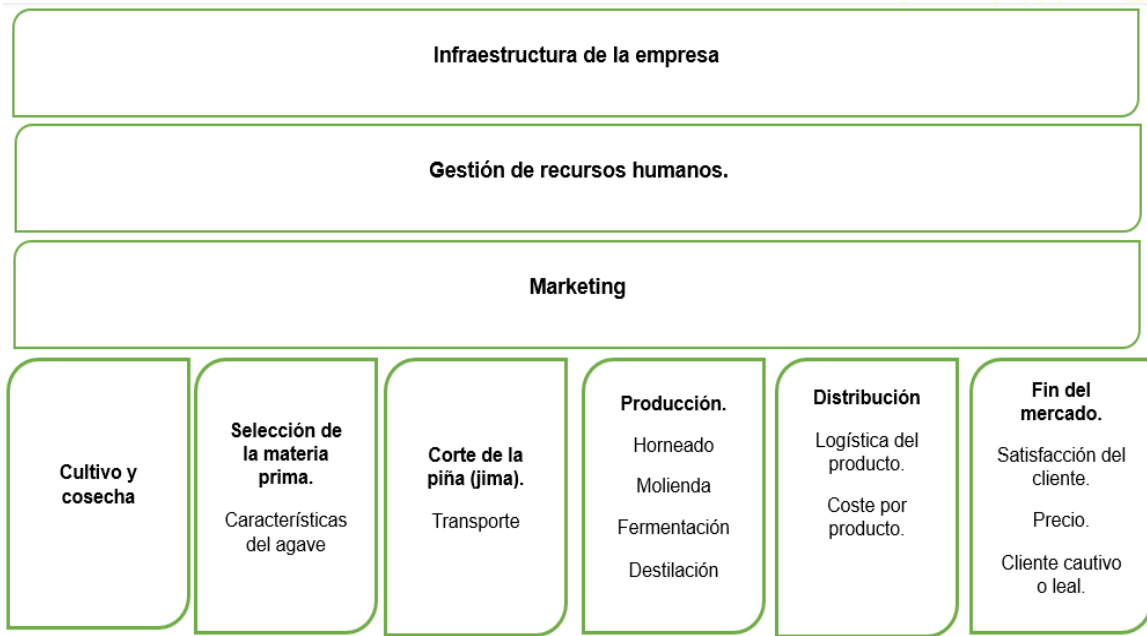 Infraestructura de la empresa
Gestión de recursos humanos.
Marketing
Cultivo y
cosecha
Selección de
la materia
prima.
Características
del agave
Corte de la
piña (jima).
Transporte
Producción.
Horneado
Molienda
Fermentación
Destilación
Distribución
Logística del
producto.
Coste por
producto.
Fin del
mercado.
Satisfacción del
cliente.
Precio.
Cliente cautivo
o leal.